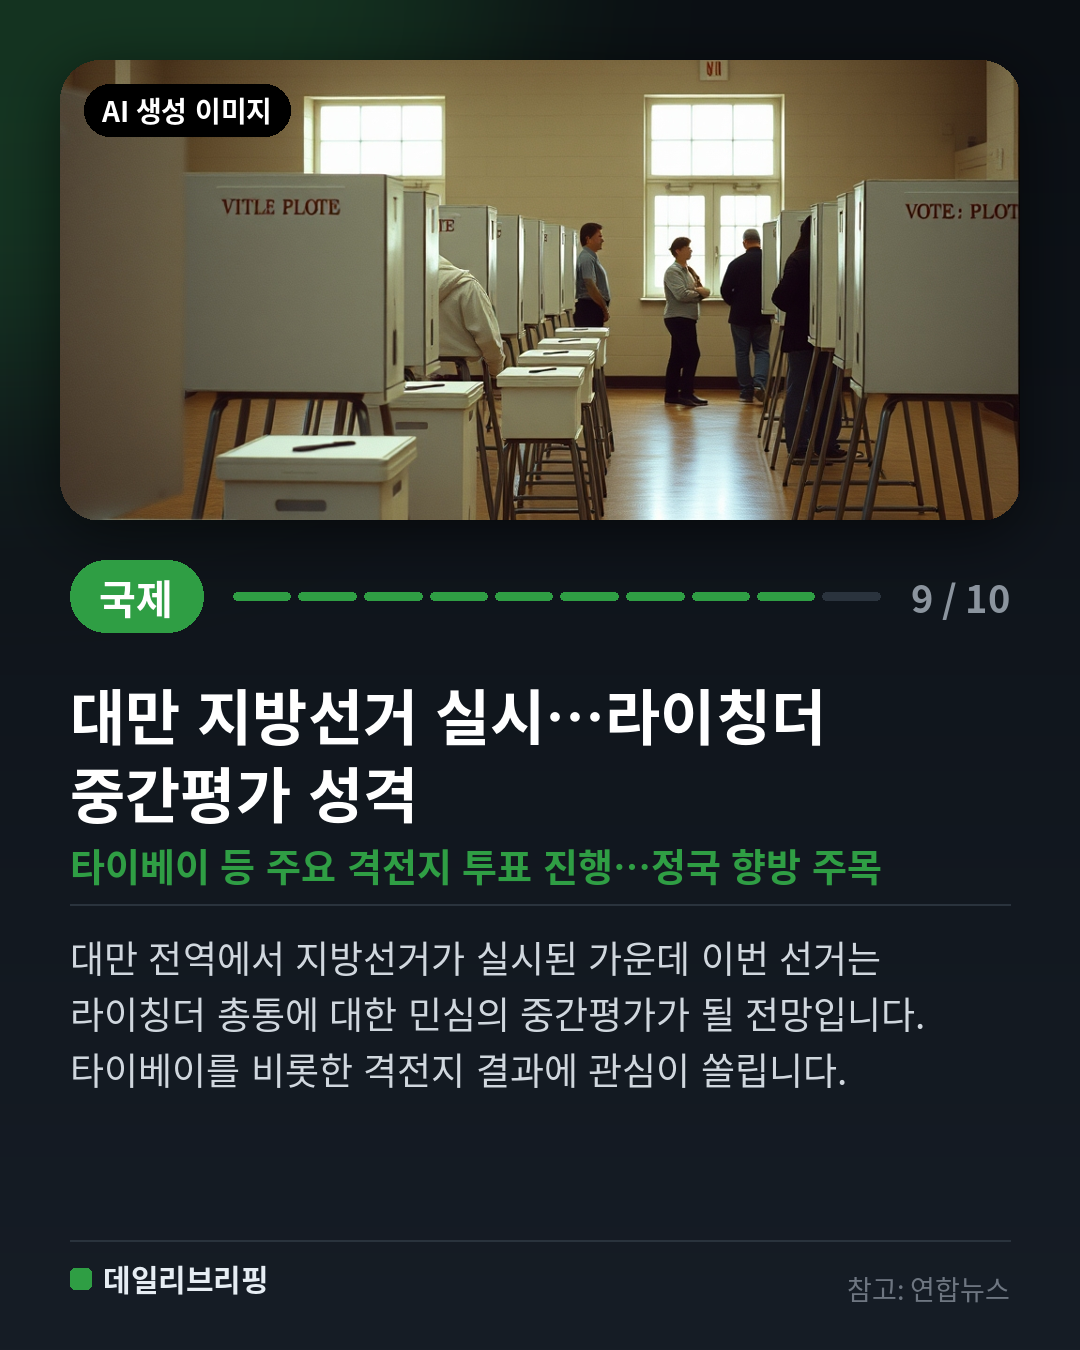 AI 생성 이미지
VITLE PLOTE
VOTE: PLOT
국제
9 / 10
대만 지방선거 실시…라이칭더
중간평가 성격
타이베이 등 주요 격전지 투표 진행…정국 향방 주목
대만 전역에서 지방선거가 실시된 가운데 이번 선거는
라이칭더 총통에 대한 민심의 중간평가가 될 전망입니다.
타이베이를 비롯한 격전지 결과에 관심이 쏠립니다.
데일리브리핑
참고: 연합뉴스